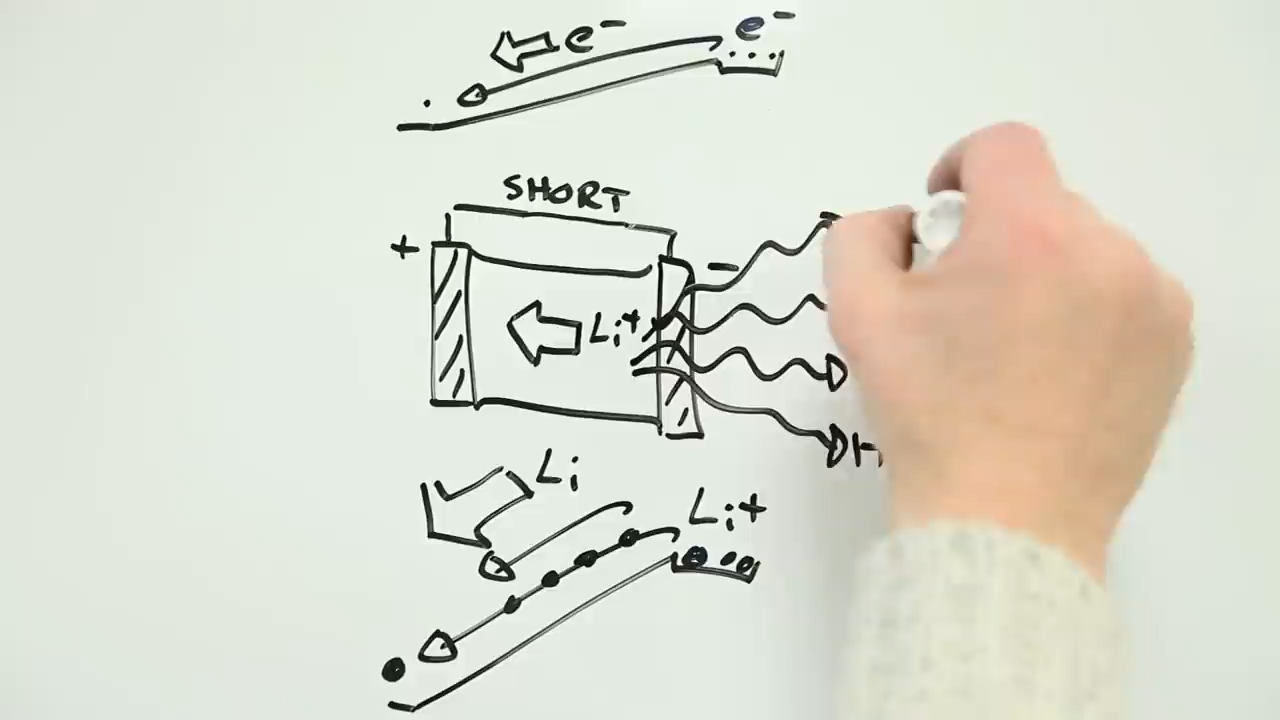 e⁻ e⁻
SHORT
+ −
Li+
Li
Li+